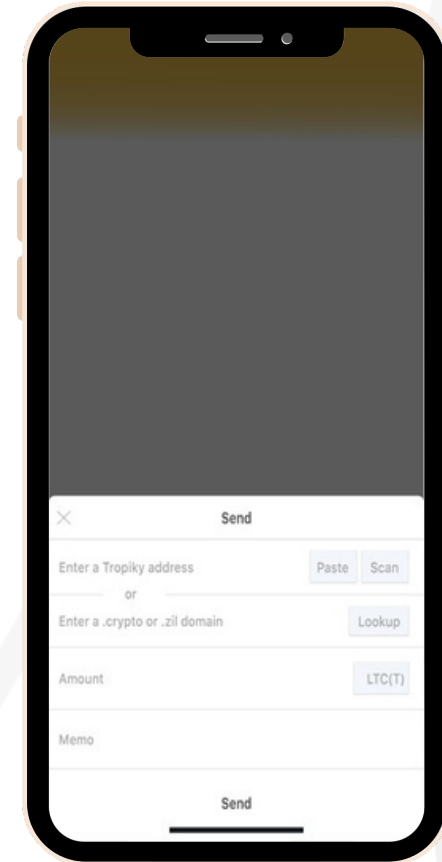 Send
Enter a Tropiky address Paste Scan
or
Enter a .crypto or .zil domain Lookup
Amount LTC(T)
Memo
Send